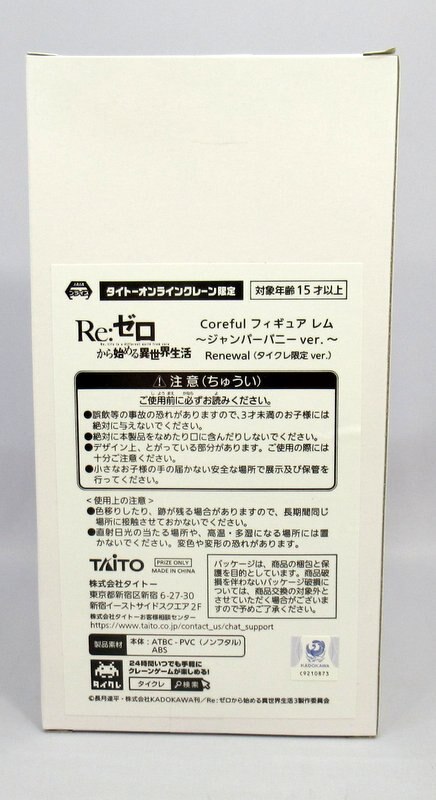 プライズ
タイトーオンラインクレーン限定
対象年齢15才以上
Re:ゼロ
Re: Life in a different world from zero
から始める異世界生活
Coreful フィギュア レム
～ジャンパーバニー ver. ～
Renewal (タイクレ限定 ver.)
⚠注意(ちゅうい)
ご使用前に必ずお読みください。
●誤飲等の事故の恐れがありますので、3才未満のお子様には
絶対に与えないでください。
●絶対に本製品をなめたり口に含んだりしないでください。
●デザイン上、とがっている部分があります。ご使用の際には
十分ご注意ください。
●小さなお子様の手の届かない安全な場所で展示及び保管を
行ってください。
<使用上の注意>
●色移りしたり、跡が残る場合がありますので、長期間同じ
場所に接触させておかないでください。
●直射日光の当たる場所や、高温・多湿になる場所には置
かないでください。変色や変形の恐れがあります。
TAITO
PRIZE ONLY
MADE IN CHINA
株式会社タイトー
東京都新宿区新宿 6-27-30
新宿イーストサイドスクエア 2F
株式会社タイトーお客様相談センター
https://www.taito.co.jp/contact_us/chat_support
パッケージは、商品の梱包と保
護を目的としています。商品破
損を伴わないパッケージ破損に
ついては、商品交換の対象外と
させていただく場合がございま
すので予めご了承ください。
製品素材
本体：ATBC-PVC (ノンフタル)
ABS
KADOKAWA
C9210873
タイクレ
24時間いつでも手軽に
クレーンゲームが楽しめる!
タイクレ
検索
©長月達平・株式会社KADOKAWA刊／Re：ゼロから始める異世界生活3製作委員会